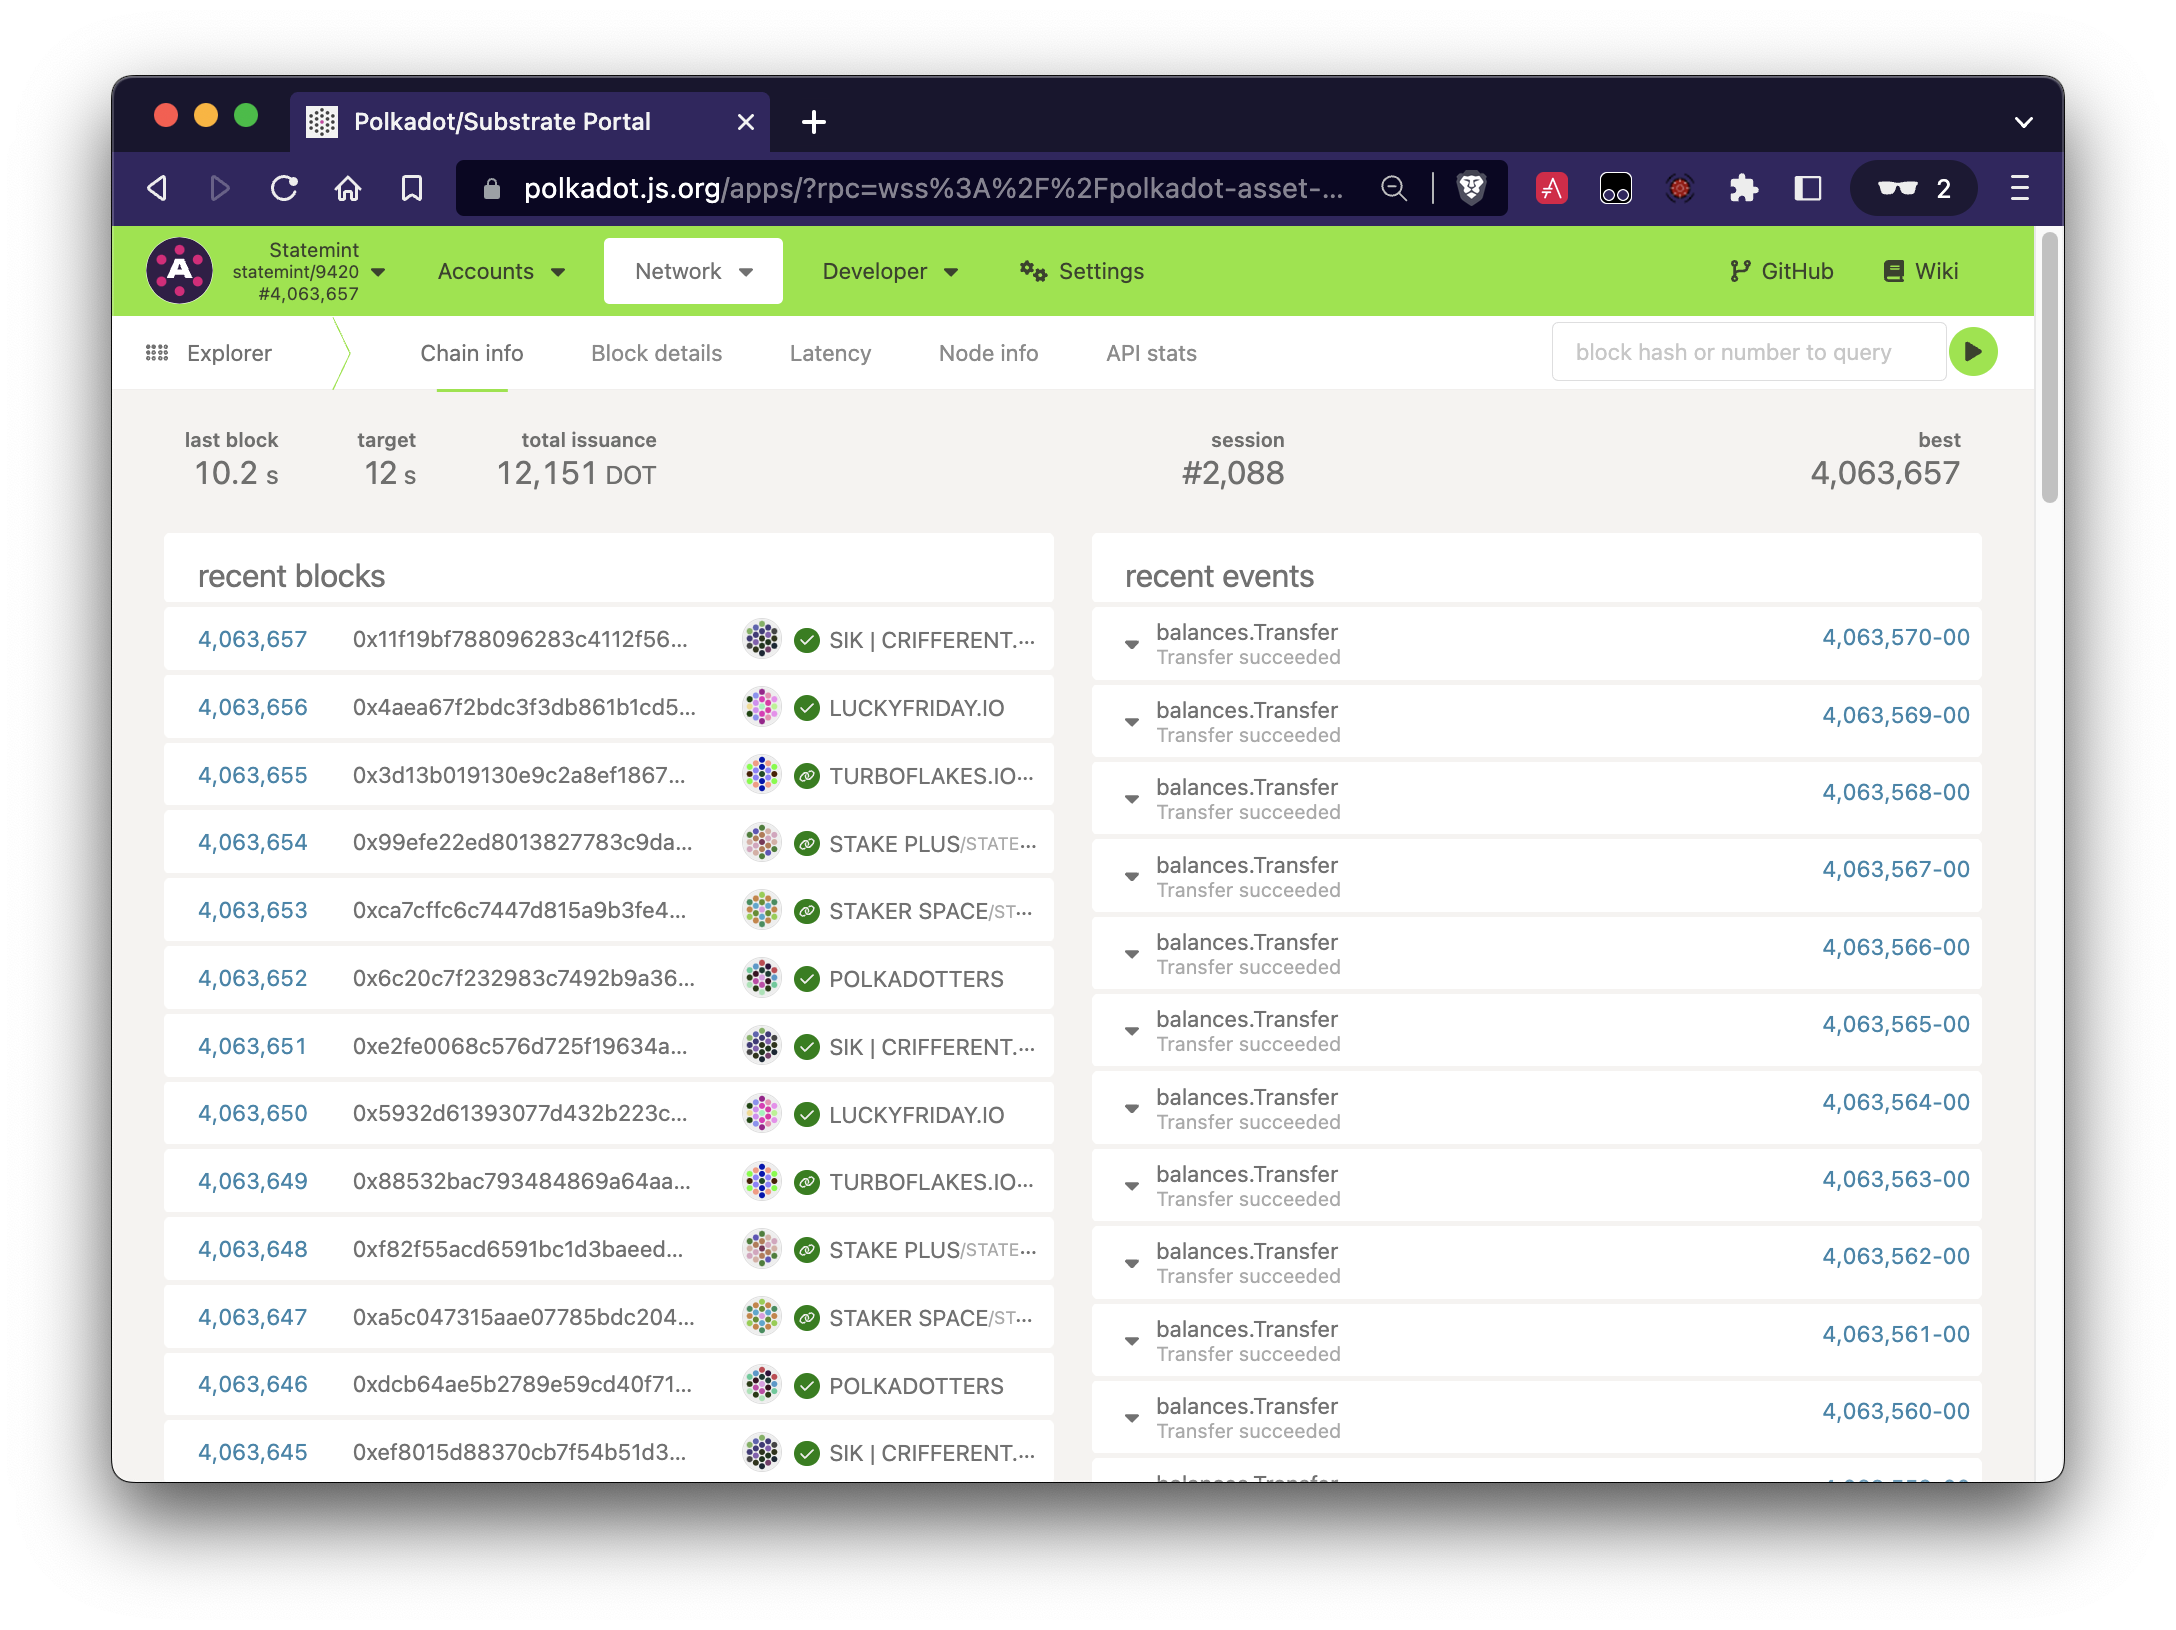 Polkadot/Substrate Portal
polkadot.js.org/apps/?rpc=wss%3A%2F%2Fpolkadot-asset-...
2
Statemint
statemint/9420
#4,063,657
Accounts
Network
Developer
Settings
GitHub
Wiki
Explorer
Chain info
Block details
Latency
Node info
API stats
block hash or number to query
last block
10.2 s
target
12 s
total issuance
12,151 DOT
session
#2,088
best
4,063,657
recent blocks
4,063,657 0x11f19bf788096283c4112f56... SIK | CRIFFERENT....
4,063,656 0x4aea67f2bdc3f3db861b1cd5... LUCKYFRIDAY.IO
4,063,655 0x3d13b019130e9c2a8ef1867... TURBOFLAKES.IO...
4,063,654 0x99efe22ed8013827783c9da... STAKE PLUS/STATE...
4,063,653 0xca7cffc6c7447d815a9b3fe4... STAKER SPACE/ST...
4,063,652 0x6c20c7f232983c7492b9a36... POLKADOTTERS
4,063,651 0xe2fe0068c576d725f19634a... SIK | CRIFFERENT....
4,063,650 0x5932d61393077d432b223c... LUCKYFRIDAY.IO
4,063,649 0x88532bac793484869a64aa... TURBOFLAKES.IO...
4,063,648 0xf82f55acd6591bc1d3baeed... STAKE PLUS/STATE...
4,063,647 0xa5c047315aae07785bdc204... STAKER SPACE/ST...
4,063,646 0xdcb64ae5b2789e59cd40f71... POLKADOTTERS
4,063,645 0xef8015d88370cb7f54b51d3... SIK | CRIFFERENT....
recent events
balances.Transfer 4,063,570-00
Transfer succeeded
balances.Transfer 4,063,569-00
Transfer succeeded
balances.Transfer 4,063,568-00
Transfer succeeded
balances.Transfer 4,063,567-00
Transfer succeeded
balances.Transfer 4,063,566-00
Transfer succeeded
balances.Transfer 4,063,565-00
Transfer succeeded
balances.Transfer 4,063,564-00
Transfer succeeded
balances.Transfer 4,063,563-00
Transfer succeeded
balances.Transfer 4,063,562-00
Transfer succeeded
balances.Transfer 4,063,561-00
Transfer succeeded
balances.Transfer 4,063,560-00
Transfer succeeded